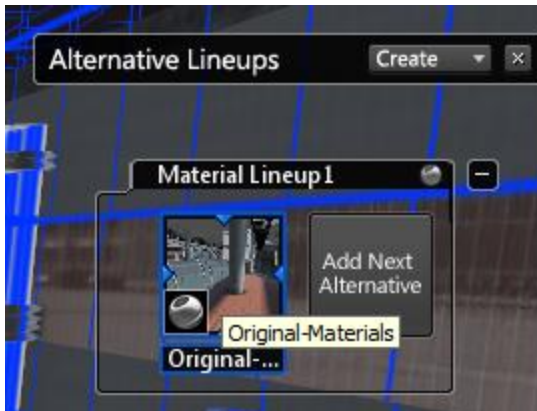 Alternative Lineups
Create
Material Lineup1
Add Next
Alternative
Original-Materials
Original-...